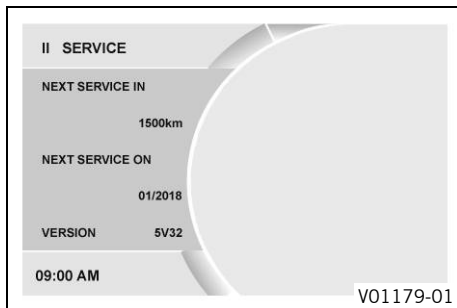 II SERVICE
NEXT SERVICE IN
1500km
NEXT SERVICE ON
01/2018
VERSION 5V32
09:00 AM
V01179-01